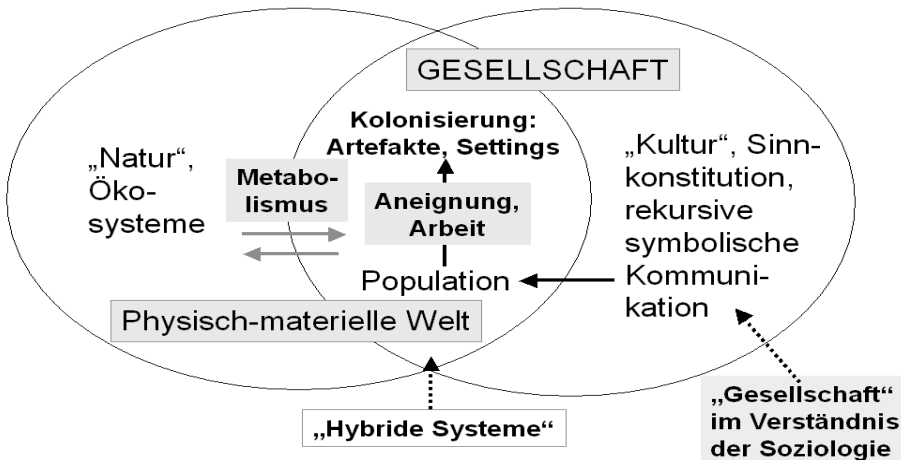 GESELLSCHAFT
Kolonisierung:
Artefakte, Settings
„Natur“,
Öko-
systeme
Metabo-
lismus
Aneignung,
Arbeit
Population
„Kultur“, Sinn-
konstitution,
rekursive
symbolische
Kommuni-
kation
Physisch-materielle Welt
„Hybride Systeme“
„Gesellschaft“
im Verständnis
der Soziologie